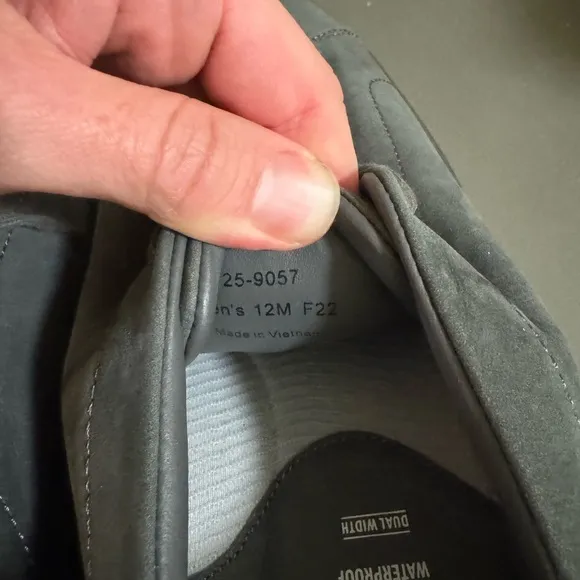 25-9057
en's 12M F22
Made in Vietnam
DUAL WIDTH
WATERPROOF